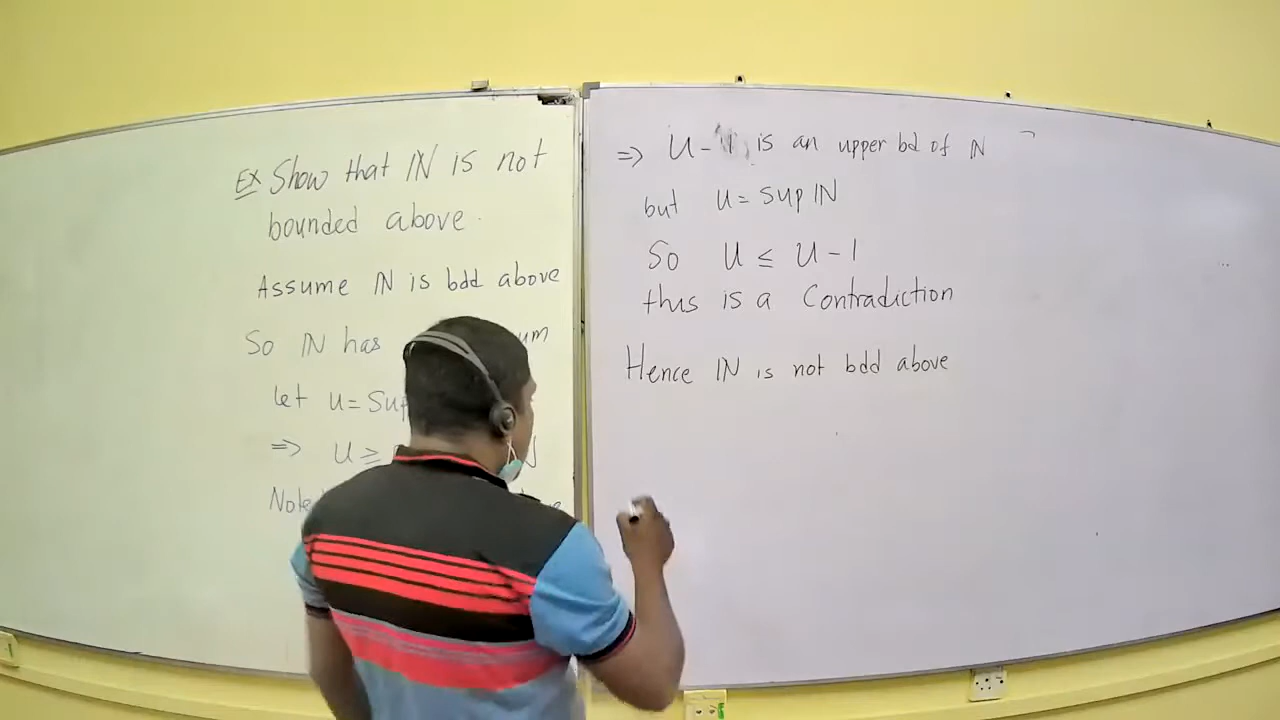 Ex Show that IN is not
bounded above.
Assume IN is bdd above
So IN has
let u = Sup
⇒ u ≥
⇒ u - 1 is an upper bd of IN
but u = Sup IN
So u ≤ u - 1
this is a Contradiction
Hence IN is not bdd above